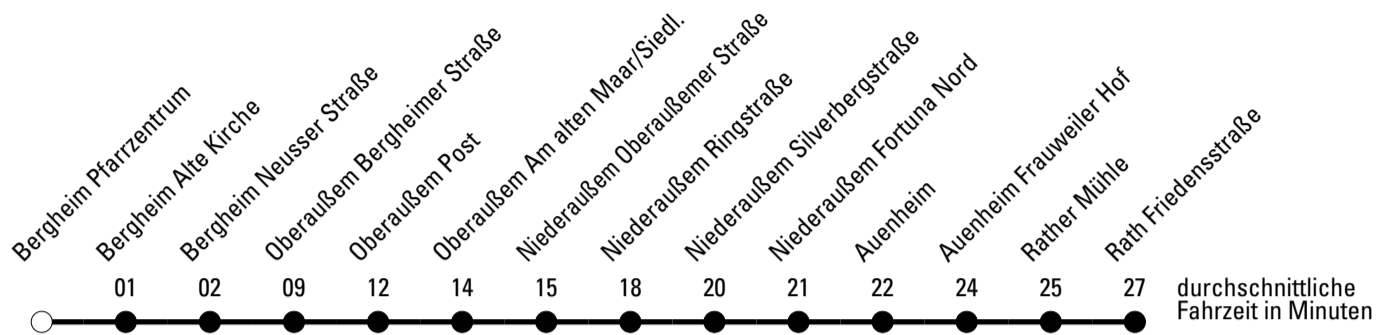 Bergheim Pfarrzentrum
Bergheim Alte Kirche
Bergheim Neusser Straße
Oberaußem Bergheimer Straße
Oberaußem Post
Oberaußem Am alten Maar/Siedl.
Niederaußem Oberaußemer Straße
Niederaußem Ringstraße
Niederaußem Silverbergstraße
Niederaußem Fortuna Nord
Auenheim
Auenheim Frauweiler Hof
Rather Mühle
Rath Friedensstraße
01 02 09 12 14 15 18 20 21 22 24 25 27
durchschnittliche
Fahrzeit in Minuten